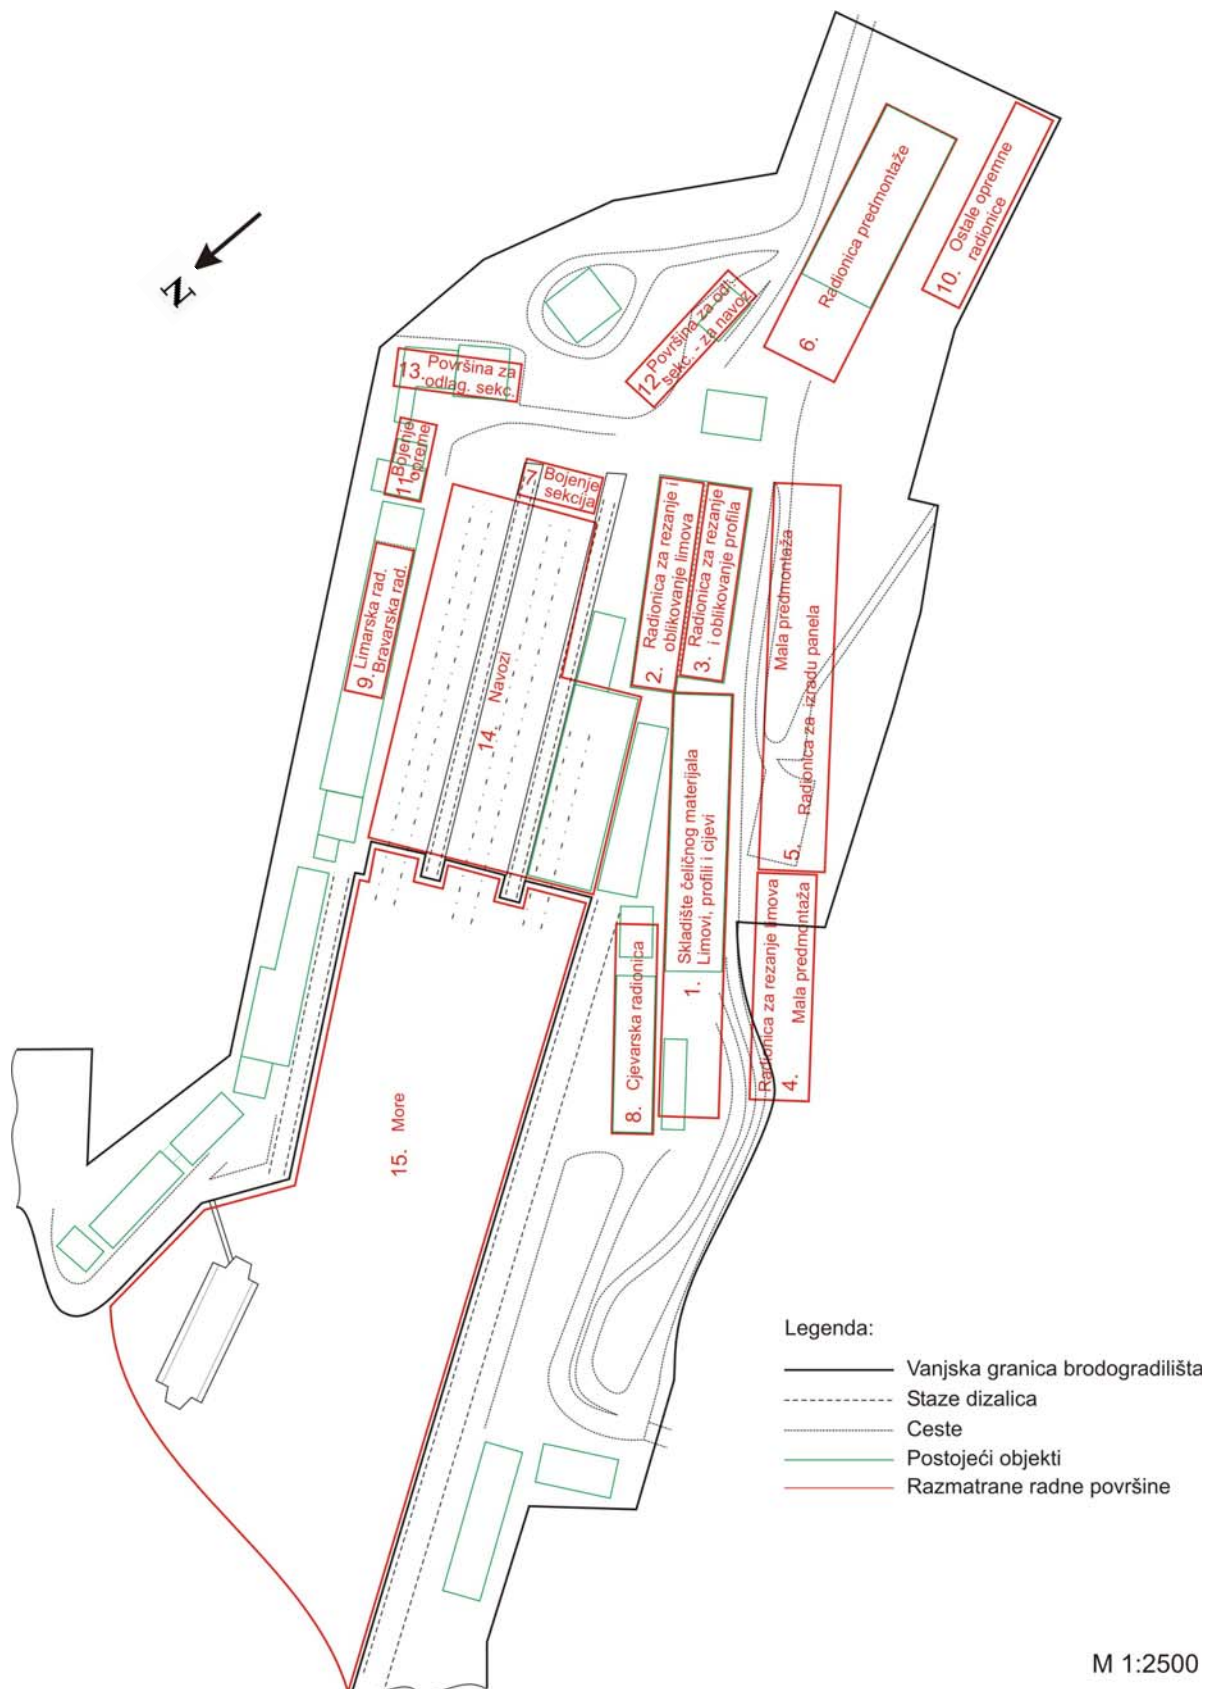 N
6. Radionica predmontaže
10. Ostale opremne
radionice
12
Površina za odl.
sekc. - za navoz
13. Površina za
odlag. sekc.
11
Bojenje
opreme
7
Bojenje
sekcija
2. Radionica za rezanje i
oblikovanje limova
3. Radionica za rezanje
i oblikovanje profila
Mala predmontaža
5. Radionica za izradu panela
9. Limarska rad.
Bravarska rad.
14. Navozi
1. Skladište čeličnog materijala
Limovi, profili i cijevi
8. Cjevarska radionica
Radionica za rezanje limova
4. Mala predmontaža
15. More
Legenda:
Vanjska granica brodogradilišta
Staze dizalica
Ceste
Postojeći objekti
Razmatrane radne površine
M 1:2500